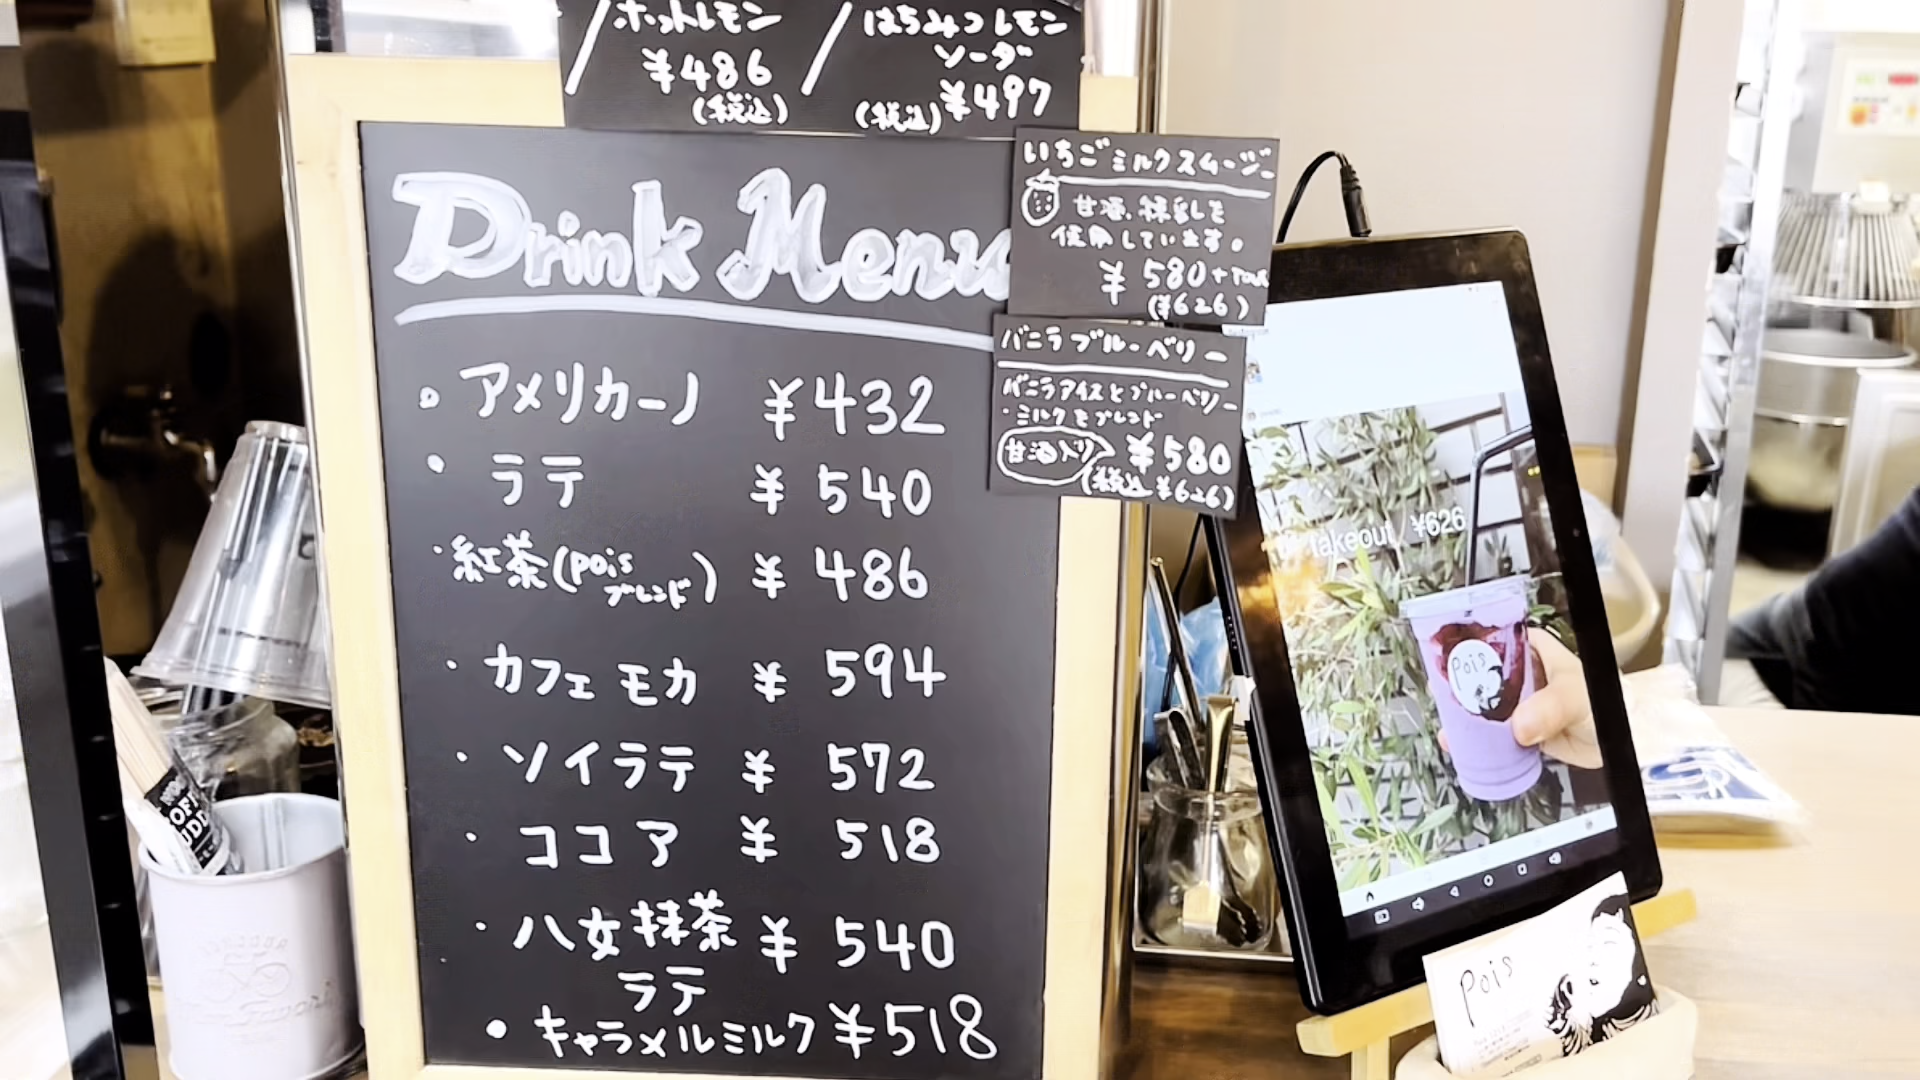 ホットレモン
¥486
(税込)
はちみつレモン
ソーダ
(税込) ¥497
Drink Menu
いちごミルクスムージー
甘酒、練乳を
使用しています。
¥580+Tax
(¥626)
バニラブルーベリー
バニラアイスとブルーベリー
・ミルクをブレンド
甘酒入り ¥580
(税込 ¥626)
アメリカーノ ¥432
・ラテ ¥540
・紅茶(pois ブレンド) ¥486
・カフェモカ ¥594
・ソイラテ ¥572
・ココア ¥518
・八女抹茶 ¥540
ラテ
・キャラメルミルク ¥518
Takeout ¥626
Pois
Pois